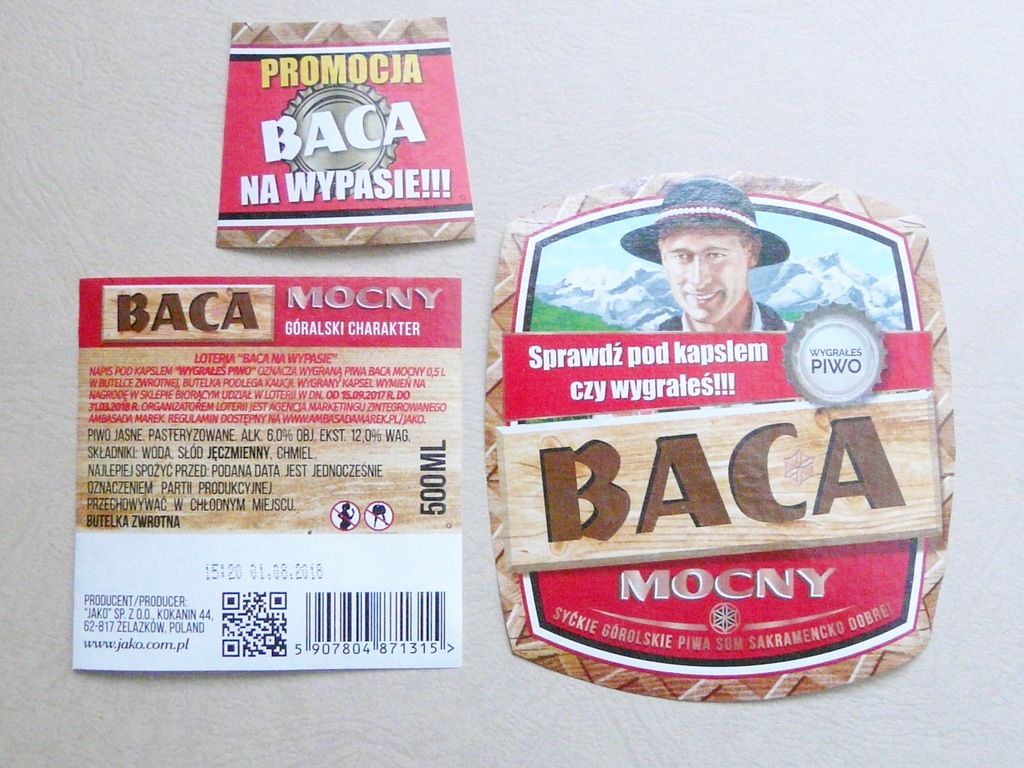 PROMOCJA
BACA
NA WYPASIE!!!
BACA MOCNY
GÓRALSKI CHARAKTER
LOTERIA "BACA NA WYPASIE"
NAPIS POD KAPSLEM "WYGRAŁEŚ PIWO" OZNACZA WYGRANĄ PIWA BACA MOCNY 0,5 L
W BUTELCE ZWROTNEJ, BUTELKA PODLEGA KAUCJI. WYGRANY KAPSEL WYMIEŃ NA
NAGRODĘ W SKLEPIE BIORĄCYM UDZIAŁ W LOTERII W DN. OD 15.09.2017 R. DO
31.03.2018 R. ORGANIZATOREM LOTERII JEST AGENCJA MARKETINGU ZINTEGROWANEGO
AMBASADA MAREK. REGULAMIN DOSTĘPNY NA WWW.AMBASADAMAREK.PL/JAKO.
PIWO JASNE. PASTERYZOWANE. ALK. 6,0% OBJ. EKST. 12,0% WAG.
SKŁADNIKI: WODA, SŁÓD JĘCZMIENNY, CHMIEL.
NAJLEPIEJ SPOŻYĆ PRZED: PODANA DATA JEST JEDNOCZEŚNIE
OZNACZENIEM PARTII PRODUKCYJNEJ.
PRZECHOWYWAĆ W CHŁODNYM MIEJSCU.
BUTELKA ZWROTNA
500ML
15:20 01.08.2018
PRODUCENT/PRODUCER:
"JAKO" SP. Z O.O., KOKANIN 44,
62-817 ŻELAZKÓW, POLAND
www.jako.com.pl
5 907804 871315 >
Sprawdź pod kapslem
czy wygrałeś!!!
WYGRAŁEŚ
PIWO
BACA
MOCNY
SYĆKIE GÓROLSKIE PIWA SOM SAKRAMENCKO DOBRE!